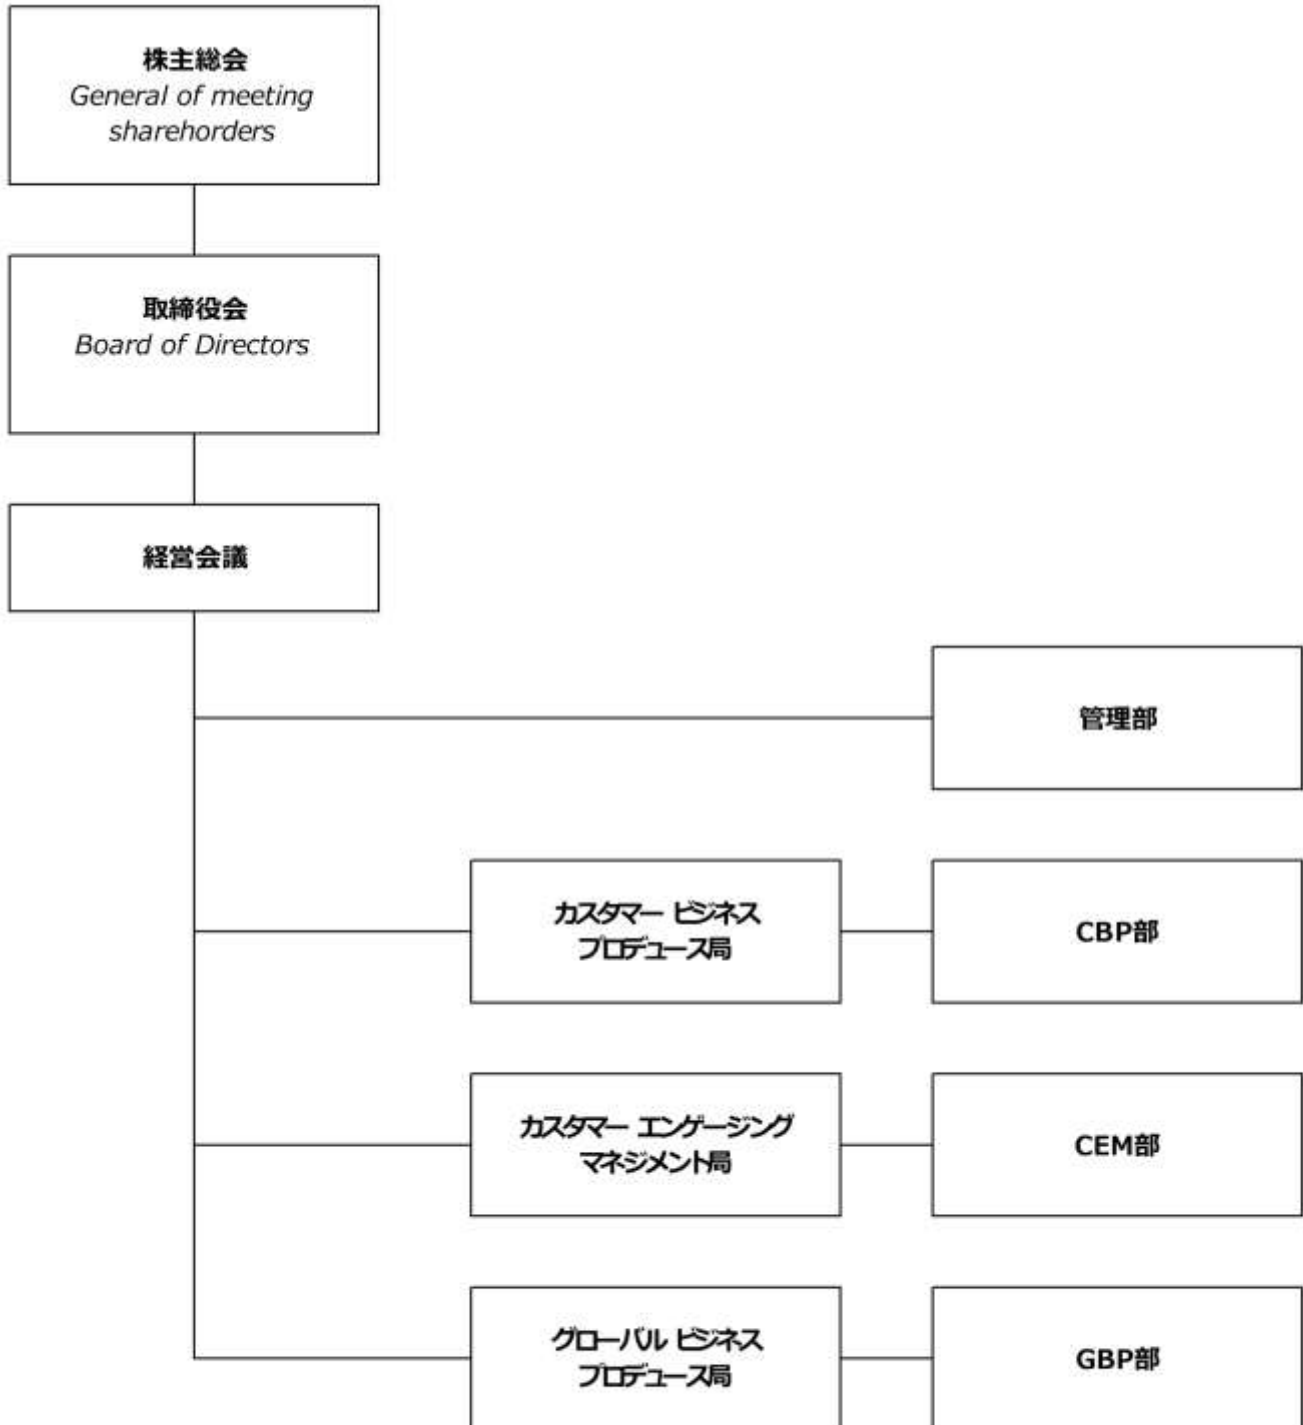 株主総会
General of meeting
sharehorders
取締役会
Board of Directors
経営会議
管理部
カスタマー ビジネス
プロデュース局
CBP部
カスタマー エンゲージング
マネジメント局
CEM部
グローバル ビジネス
プロデュース局
GBP部